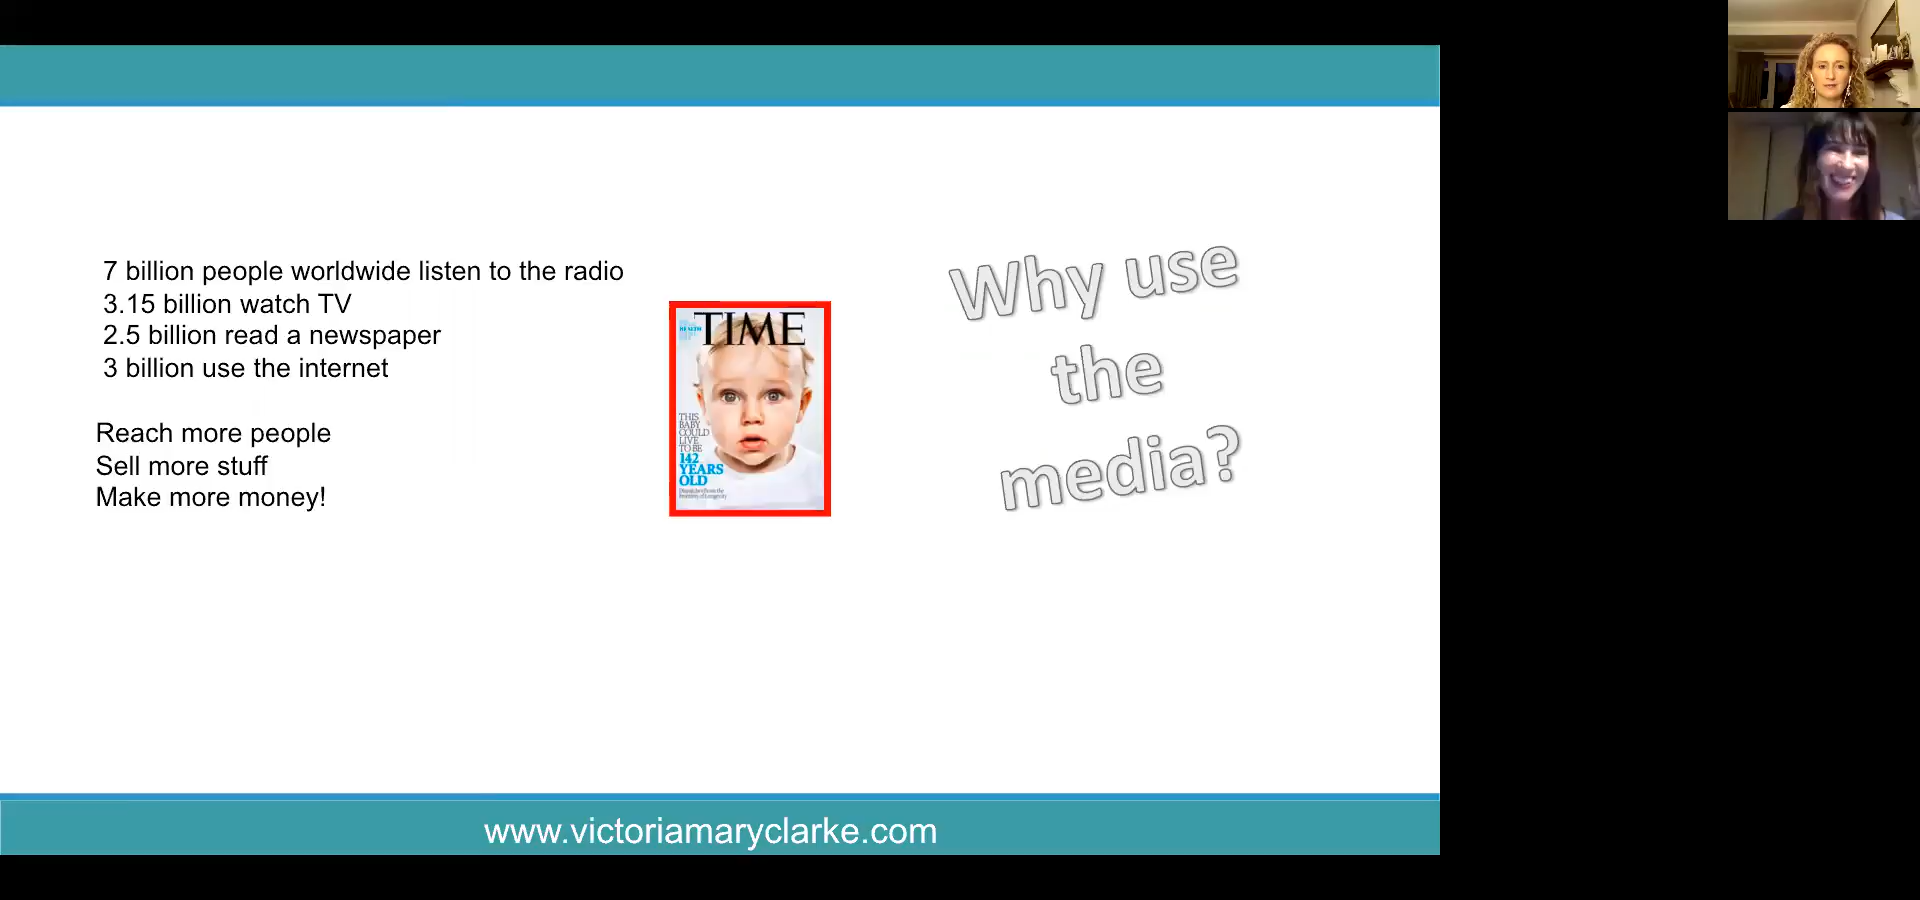 7 billion people worldwide listen to the radio
3.15 billion watch TV
2.5 billion read a newspaper
3 billion use the internet
Reach more people
Sell more stuff
Make more money!
TIME
THIS
BABY
COULD
LIVE
TO BE
142
YEARS
OLD
Why use
the
media?
www.victoriamaryclarke.com